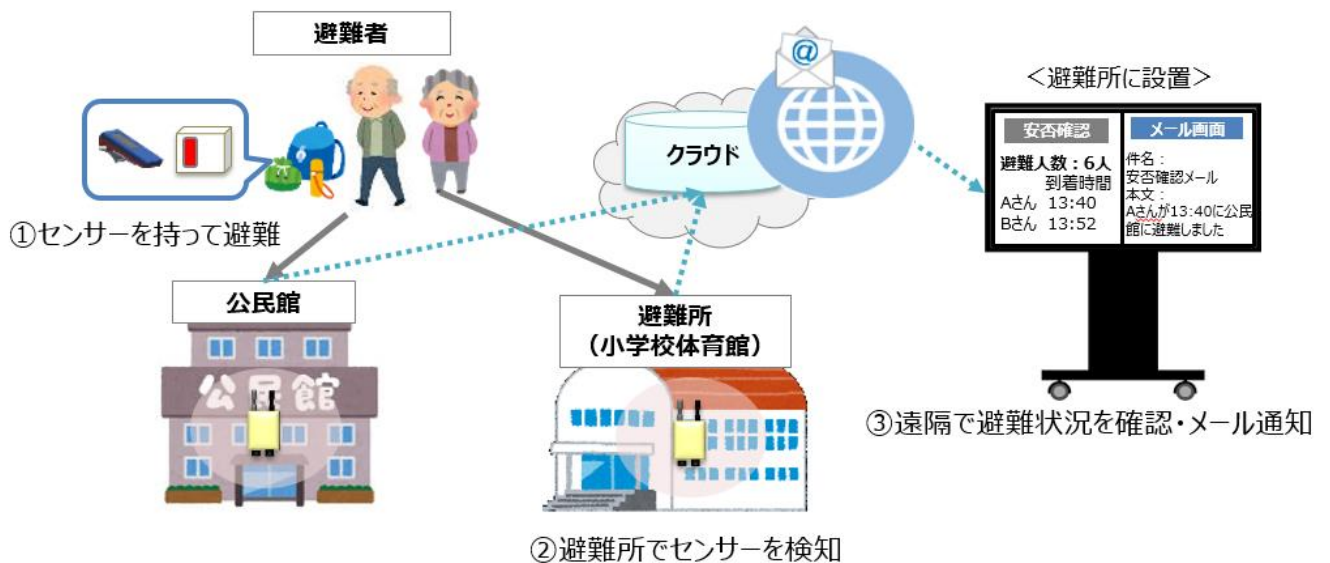 避難者
①センサーを持って避難
クラウド
@
＜避難所に設置＞
安否確認
避難人数：6人
到着時間
Aさん 13:40
Bさん 13:52
メール画面
件名：
安否確認メール
本文：
Aさんが13:40に公民
館に避難しました
公民館
公民館
避難所
（小学校体育館）
②避難所でセンサーを検知
③遠隔で避難状況を確認・メール通知